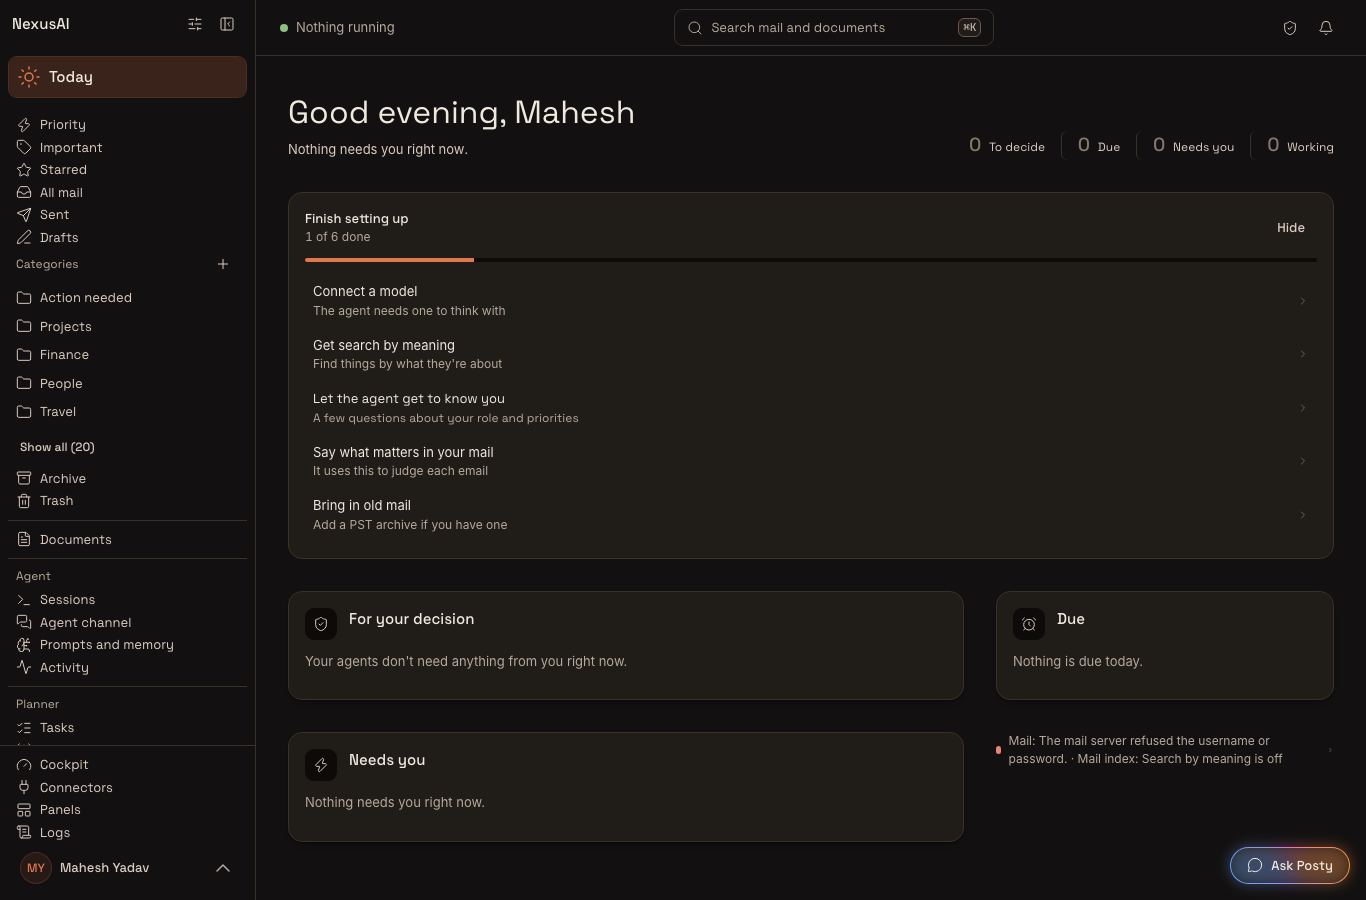 NexusAI
Today
Priority
Important
Starred
All mail
Sent
Drafts
Categories
Action needed
Projects
Finance
People
Travel
Show all (20)
Archive
Trash
Documents
Agent
Sessions
Agent channel
Prompts and memory
Activity
Planner
Tasks
Cockpit
Connectors
Panels
Logs
MY Mahesh Yadav
Nothing running
Search mail and documents ⌘K
Good evening, Mahesh
Nothing needs you right now.
0 To decide 0 Due 0 Needs you 0 Working
Finish setting up
1 of 6 done
Hide
Connect a model
The agent needs one to think with
Get search by meaning
Find things by what they're about
Let the agent get to know you
A few questions about your role and priorities
Say what matters in your mail
It uses this to judge each email
Bring in old mail
Add a PST archive if you have one
For your decision
Your agents don't need anything from you right now.
Due
Nothing is due today.
Needs you
Nothing needs you right now.
Mail: The mail server refused the username or
password. · Mail index: Search by meaning is off
Ask Posty